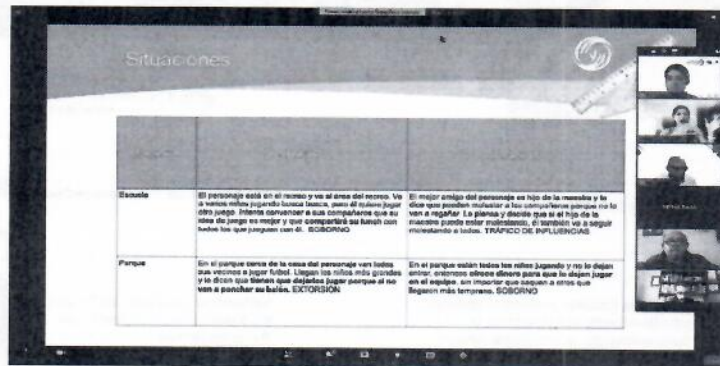 Situaciones
Escuela
El personaje está en el recreo y va al área del recreo. Ve
a varios niños jugando busca busca, pero él quiere jugar
otro juego. Intenta convencer a sus compañeros que su
idea de juego es mejor y que compartirá su lunch con
todos los que jueguen con él. SOBORNO
El mejor amigo del personaje es hijo de la maestra y le
dice que pueden molestar a los compañeros porque no lo
van a regañar. Lo piensa y decide que si el hijo de la
maestra puede estar molestando, él también va a seguir
molestando a todos. TRÁFICO DE INFLUENCIAS
Parque
En el parque cerca de la casa del personaje van todos
sus vecinos a jugar futbol. Llegan los niños más grandes
y le dicen que tienen que dejarlos jugar porque si no
van a ponchar su balón. EXTORSIÓN
En el parque están todos los niños jugando y no lo dejan
entrar, entonces ofrece dinero para que lo dejen jugar
en el equipo, sin importar que saquen a otros que
llegaron más temprano. SOBORNO